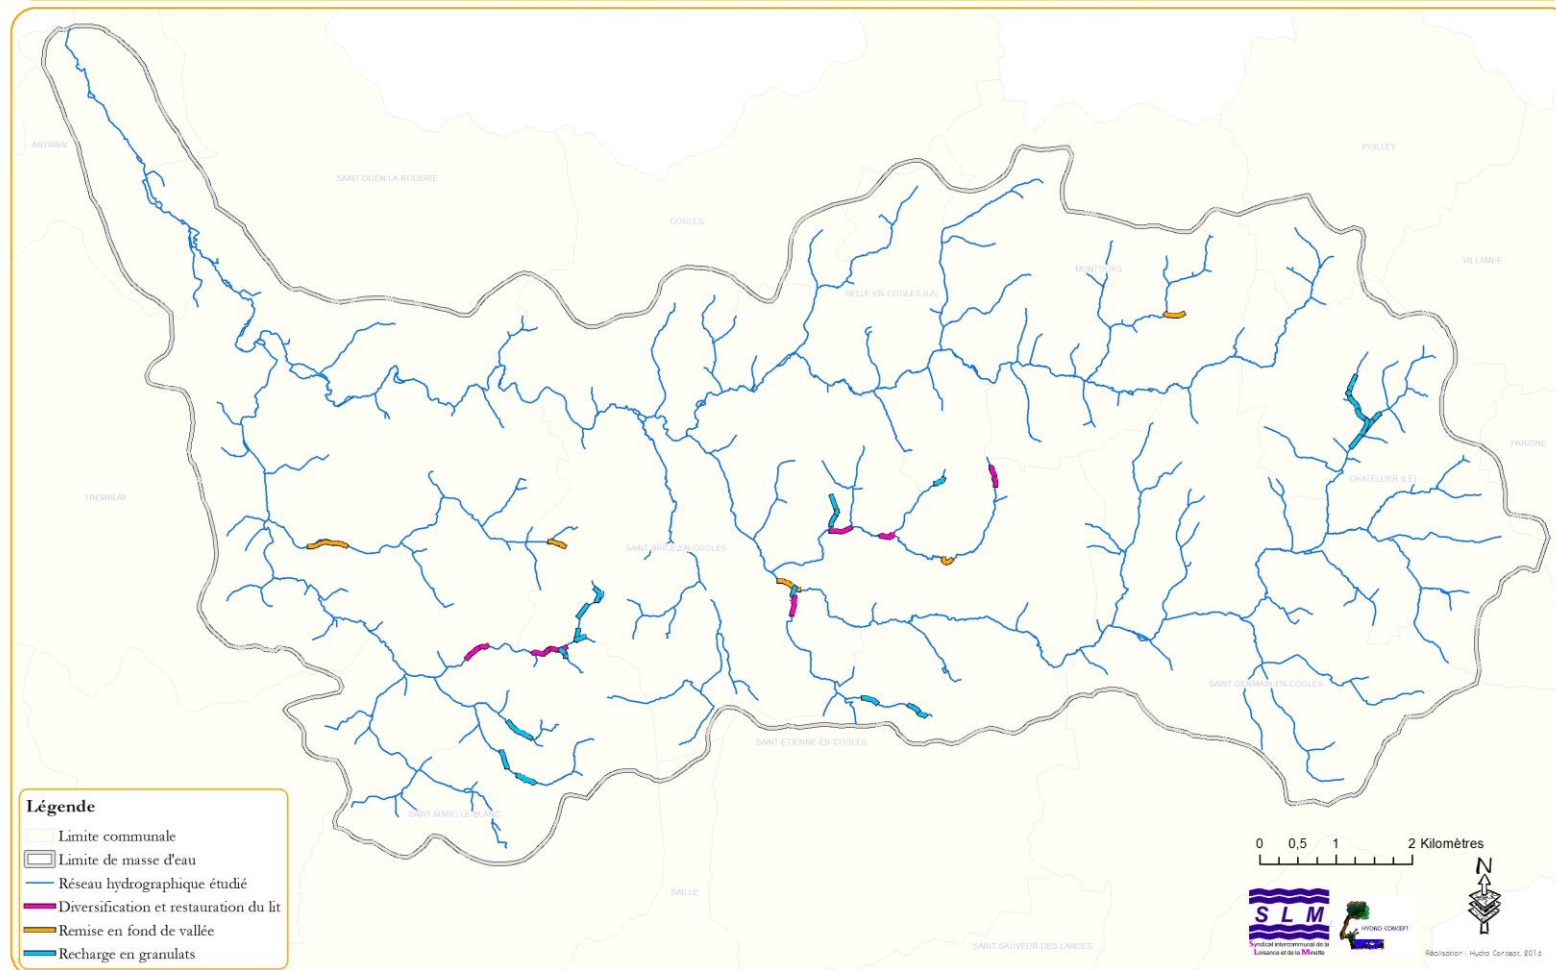 ANTRAIN
SAINT-OUEN-LA-ROUERIE
COGLES
POILLEY
VILLAMEE
MONTOURS
SELLE-EN-COGLES (LA)
PARIGNE
CHATELLIER (LE)
TREMBLAY
SAINT-BRICE-EN-COGLES
SAINT-GERMAIN-EN-COGLES
SAINT-ETIENNE-EN-COGLES
SAINT-MARC-LE-BLANC
BAILLE
SAINT-SAUVEUR-DES-LANDES
Légende
Limite communale
Limite de masse d'eau
Réseau hydrographique étudié
Diversification et restauration du lit
Remise en fond de vallée
Recharge en granulats
0 0,5 1 2 Kilomètres
N
SLM
Syndicat intercommunal de la
Loisance et de la Minette
HYDRO-CONCEPT
Réalisation : Hydro Concept, 2016